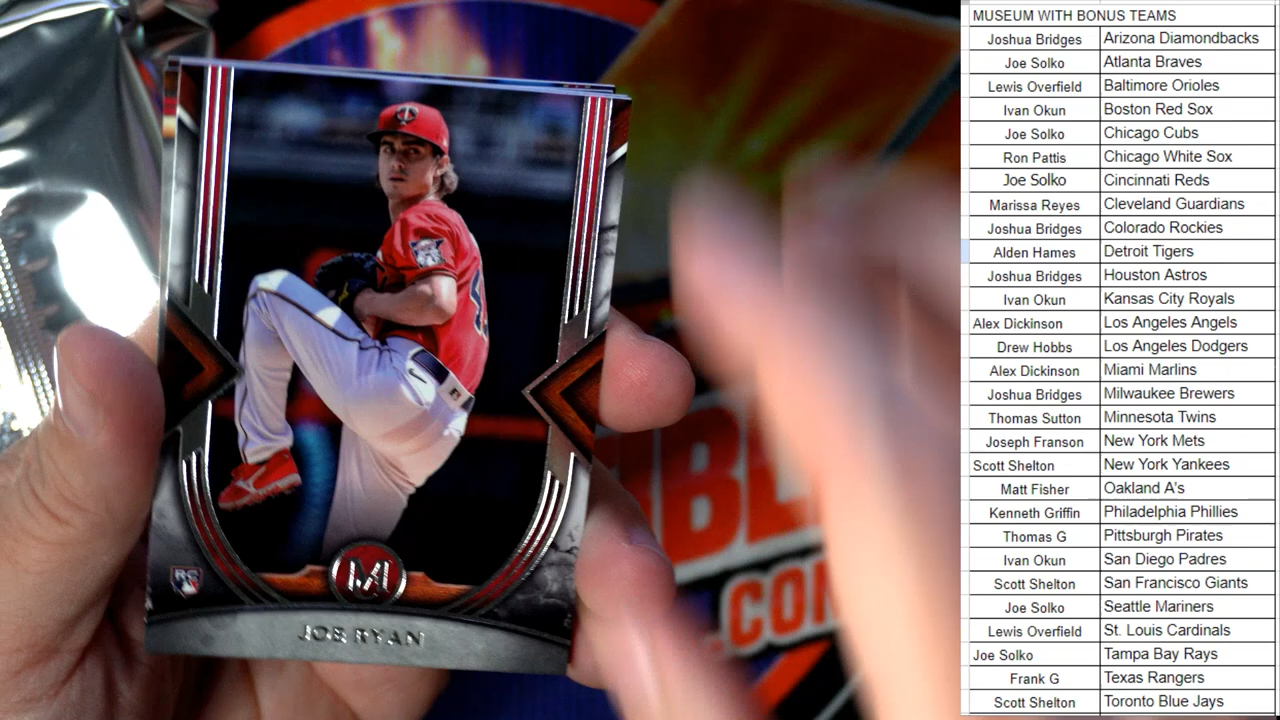 MUSEUM WITH BONUS TEAMS
Joshua Bridges Arizona Diamondbacks
Joe Solko Atlanta Braves
Lewis Overfield Baltimore Orioles
Ivan Okun Boston Red Sox
Joe Solko Chicago Cubs
Ron Pattis Chicago White Sox
Joe Solko Cincinnati Reds
Marissa Reyes Cleveland Guardians
Joshua Bridges Colorado Rockies
Alden Hames Detroit Tigers
Joshua Bridges Houston Astros
Ivan Okun Kansas City Royals
Alex Dickinson Los Angeles Angels
Drew Hobbs Los Angeles Dodgers
Alex Dickinson Miami Marlins
Joshua Bridges Milwaukee Brewers
Thomas Sutton Minnesota Twins
Joseph Franson New York Mets
Scott Shelton New York Yankees
Matt Fisher Oakland A's
Kenneth Griffin Philadelphia Phillies
Thomas G Pittsburgh Pirates
Ivan Okun San Diego Padres
Scott Shelton San Francisco Giants
Joe Solko Seattle Mariners
Lewis Overfield St. Louis Cardinals
Joe Solko Tampa Bay Rays
Frank G Texas Rangers
Scott Shelton Toronto Blue Jays
M
RC
JOE RYAN